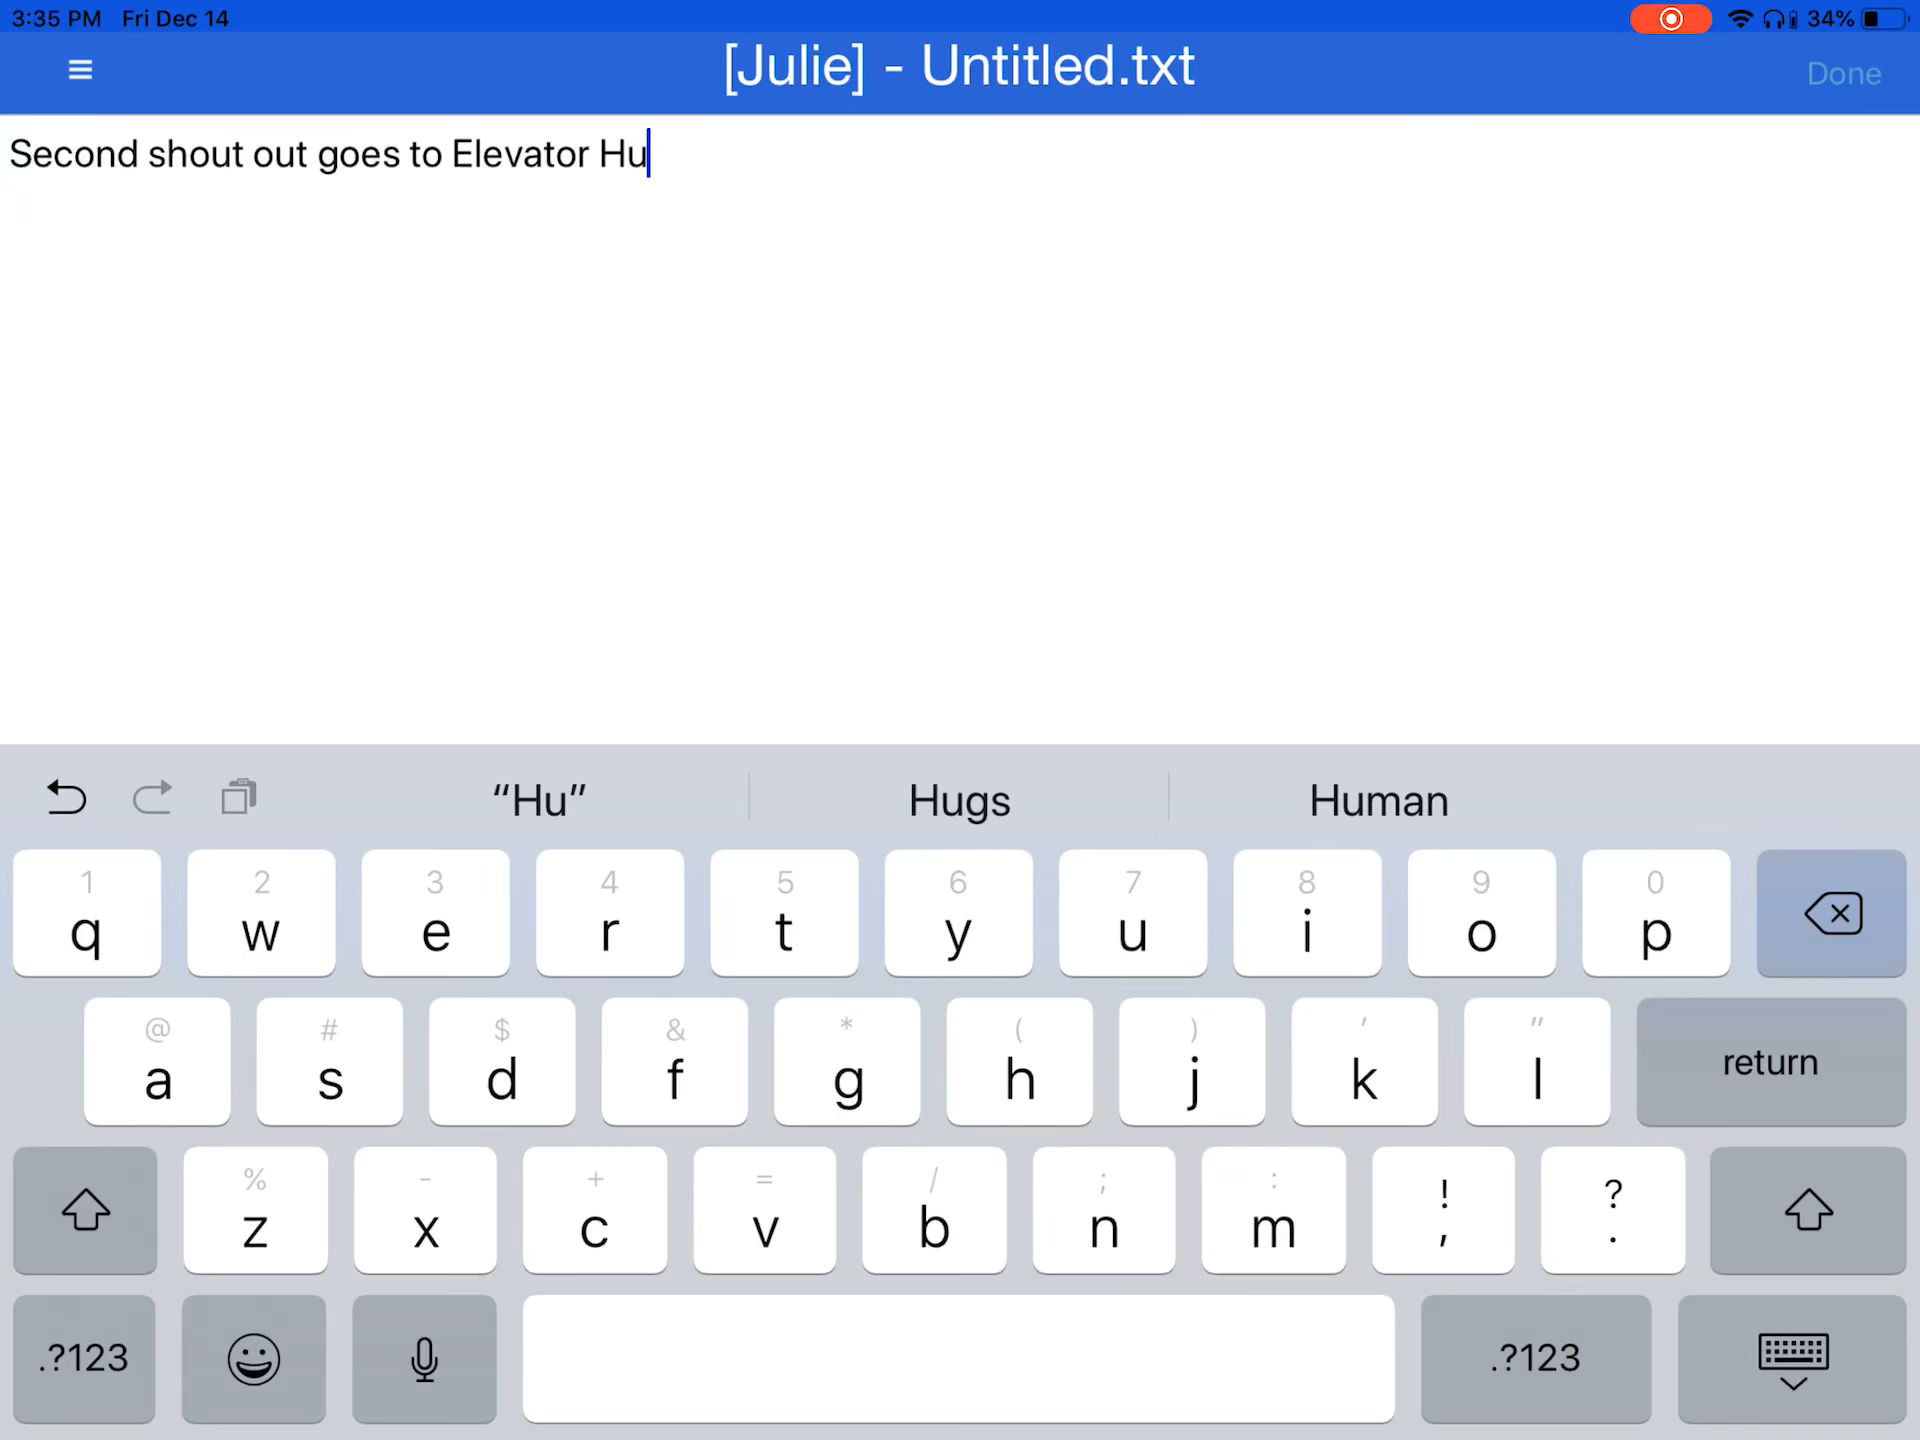 3:35 PM Fri Dec 14 34%
[Julie] - Untitled.txt
Done
Second shout out goes to Elevator Hu
“Hu” Hugs Human
1 2 3 4 5 6 7 8 9 0
q w e r t y u i o p
@ # $ & * ( ) ' "
a s d f g h j k l return
% - + = / ; : ! ?
z x c v b n m , .
.?123 .?123